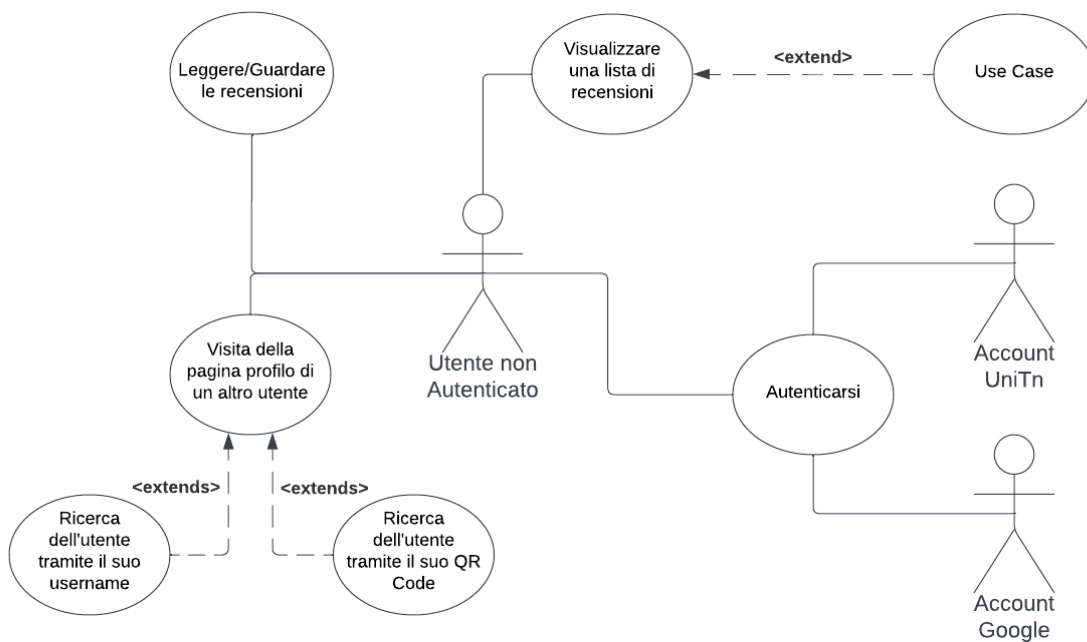 Leggere/Guardare
le recensioni
Visualizzare
una lista di
recensioni
<extend>
Use Case
Utente non
Autenticato
Account
UniTn
Visita della
pagina profilo di
un altro utente
Autenticarsi
<extends>
<extends>
Ricerca
dell'utente
tramite il suo
username
Ricerca
dell'utente
tramite il suo QR
Code
Account
Google